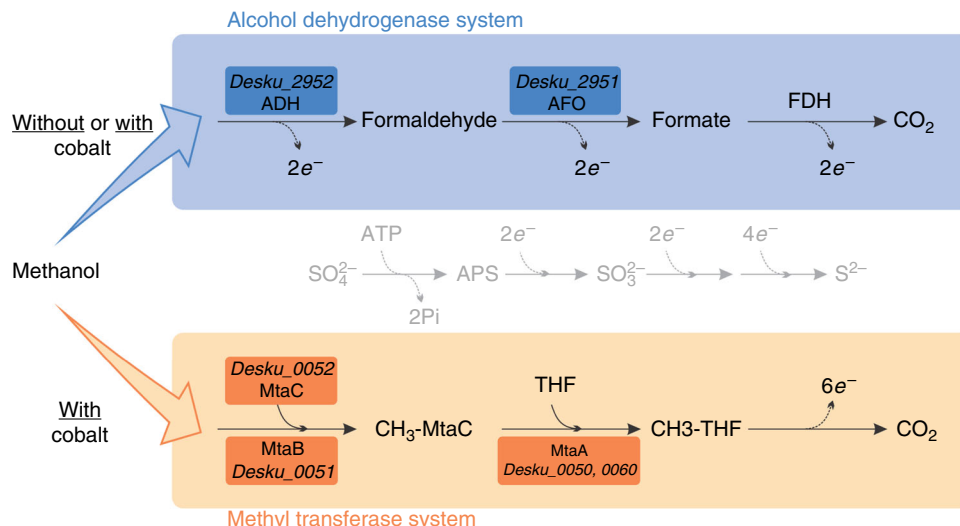 Alcohol dehydrogenase system
Desku_2952
ADH
Desku_2951
AFO
FDH
Without or with
cobalt
Formaldehyde
Formate
CO₂
2e⁻
2e⁻
2e⁻
ATP
2e⁻
2e⁻
4e⁻
Methanol
SO₄²⁻
APS
SO₃²⁻
S²⁻
2Pi
Desku_0052
MtaC
THF
6e⁻
With
cobalt
CH₃-MtaC
CH3-THF
CO₂
MtaB
Desku_0051
MtaA
Desku_0050, 0060
Methyl transferase system